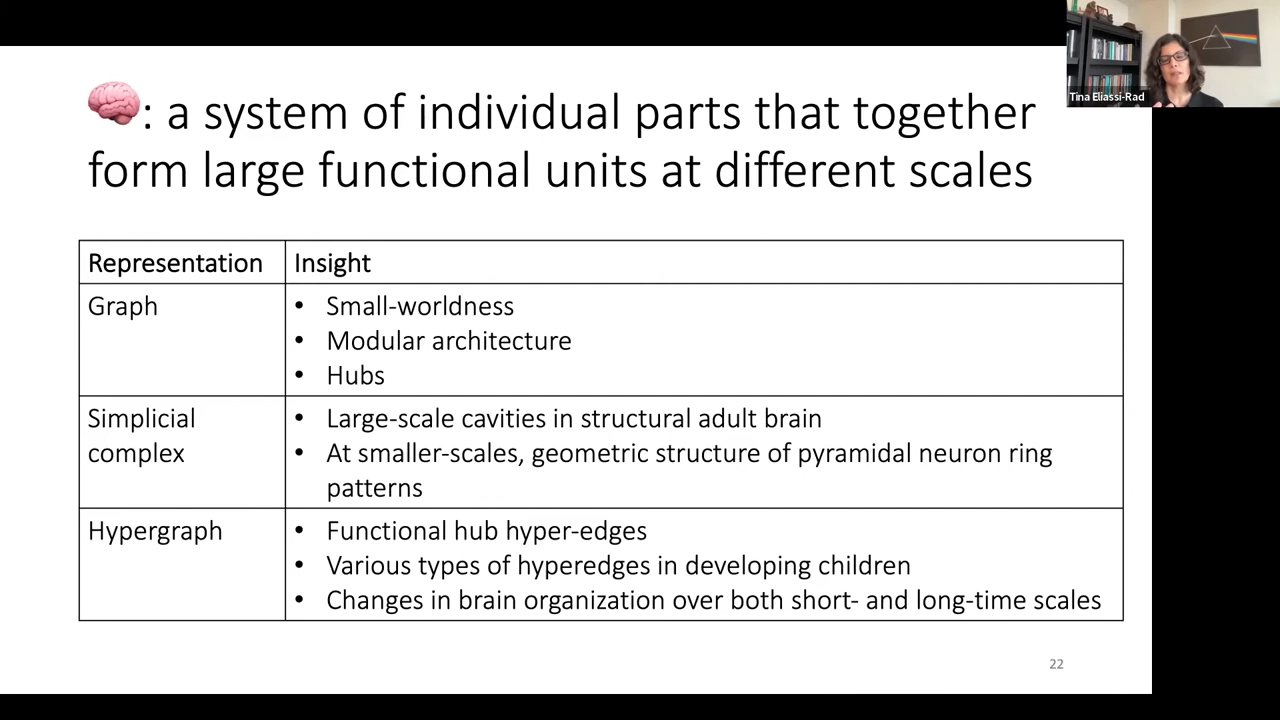 Tina Eliassi-Rad
: a system of individual parts that together
form large functional units at different scales
Representation Insight
Graph
• Small-worldness
• Modular architecture
• Hubs
Simplicial
complex
• Large-scale cavities in structural adult brain
• At smaller-scales, geometric structure of pyramidal neuron ring
patterns
Hypergraph
• Functional hub hyper-edges
• Various types of hyperedges in developing children
• Changes in brain organization over both short- and long-time scales
22